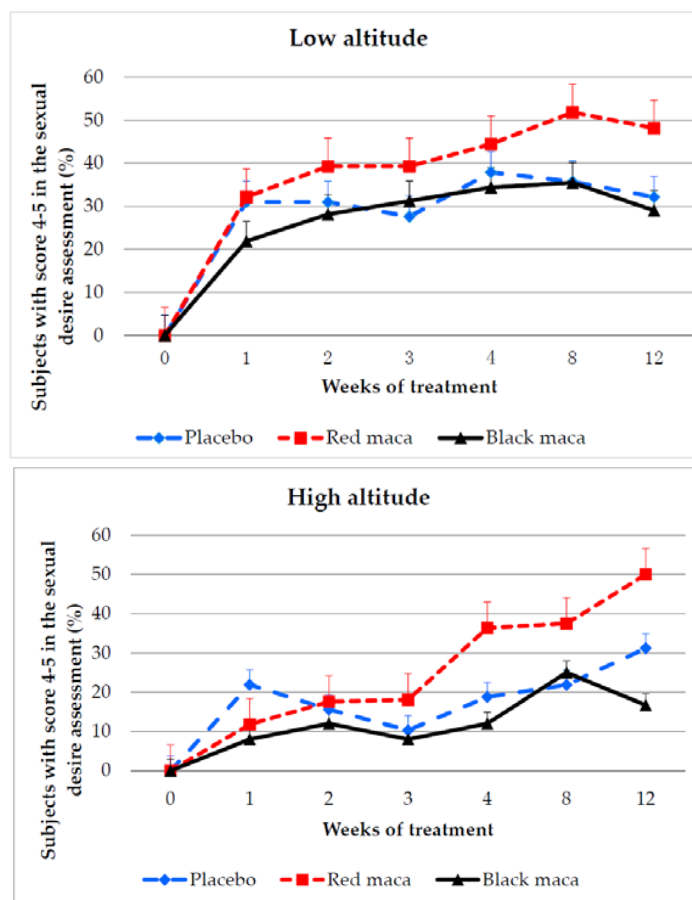 Low altitude
60
50
40
30
20
10
0
Subjects with score 4-5 in the sexual
desire assessment (%)
0 1 2 3 4 8 12
Weeks of treatment
Placebo Red maca Black maca
High altitude
60
50
40
30
20
10
0
Subjects with score 4-5 in the sexual
desire assessment (%)
0 1 2 3 4 8 12
Weeks of treatment
Placebo Red maca Black maca